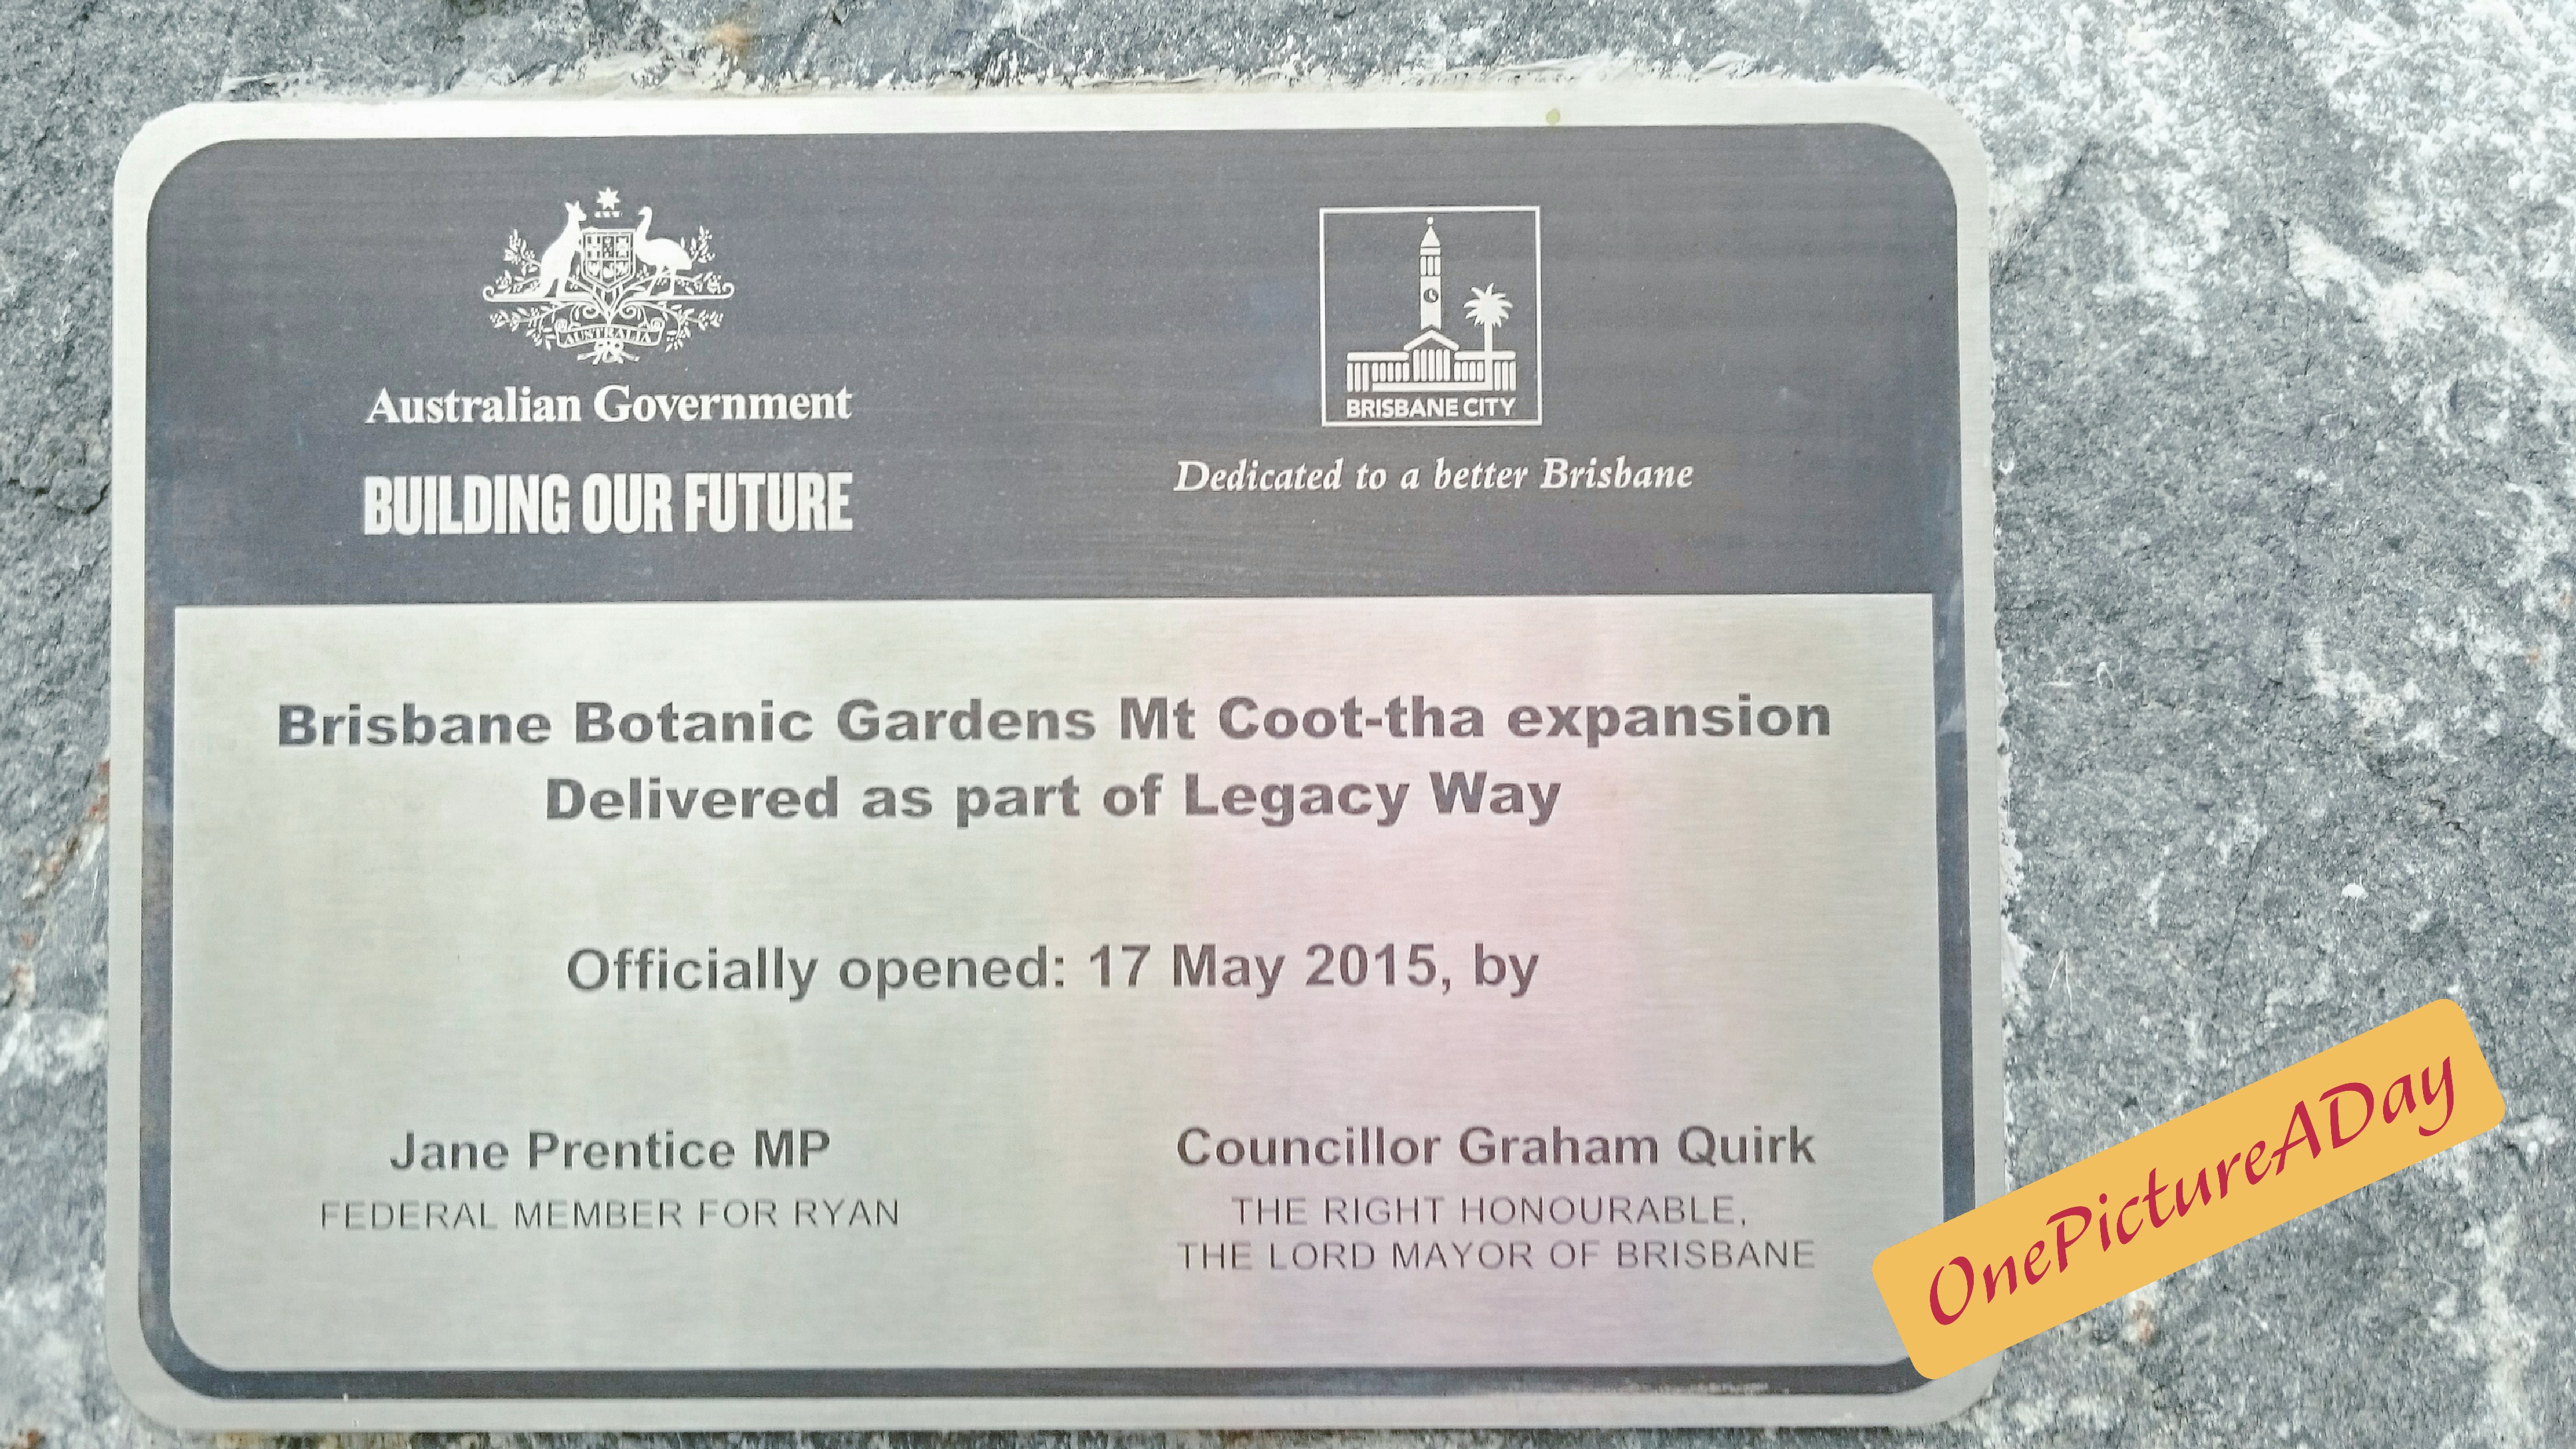 AUSTRALIA
Australian Government
BUILDING OUR FUTURE
BRISBANE CITY
Dedicated to a better Brisbane
Brisbane Botanic Gardens Mt Coot-tha expansion
Delivered as part of Legacy Way
Officially opened: 17 May 2015, by
Jane Prentice MP
FEDERAL MEMBER FOR RYAN
Councillor Graham Quirk
THE RIGHT HONOURABLE,
THE LORD MAYOR OF BRISBANE
OnePictureADay